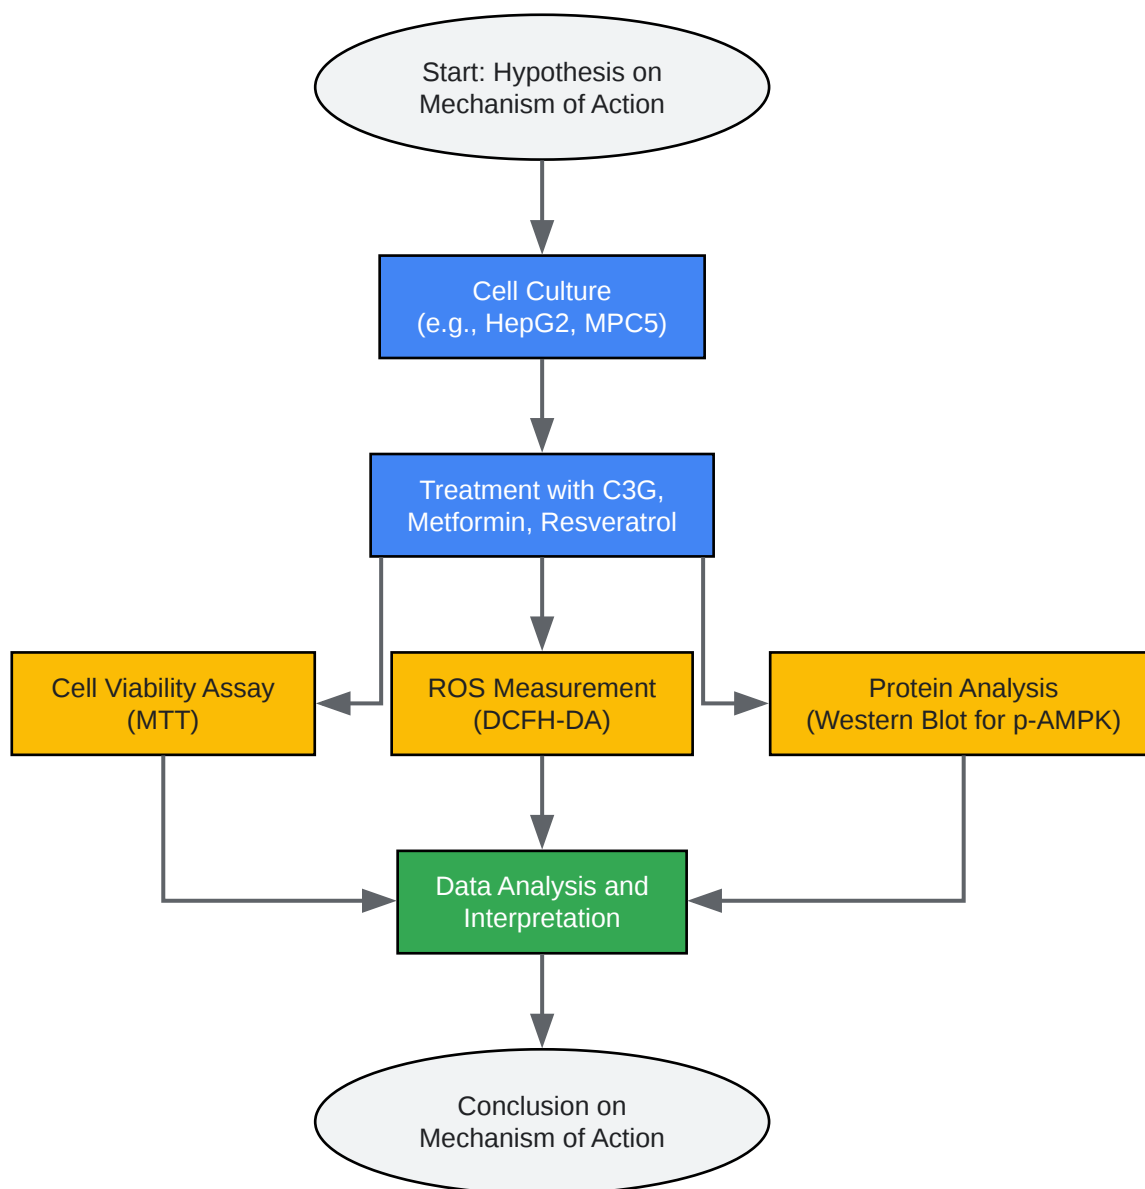 Start: Hypothesis on
Mechanism of Action
Cell Culture
(e.g., HepG2, MPC5)
Treatment with C3G,
Metformin, Resveratrol
Cell Viability Assay
(MTT)
ROS Measurement
(DCFH-DA)
Protein Analysis
(Western Blot for p-AMPK)
Data Analysis and
Interpretation
Conclusion on
Mechanism of Action